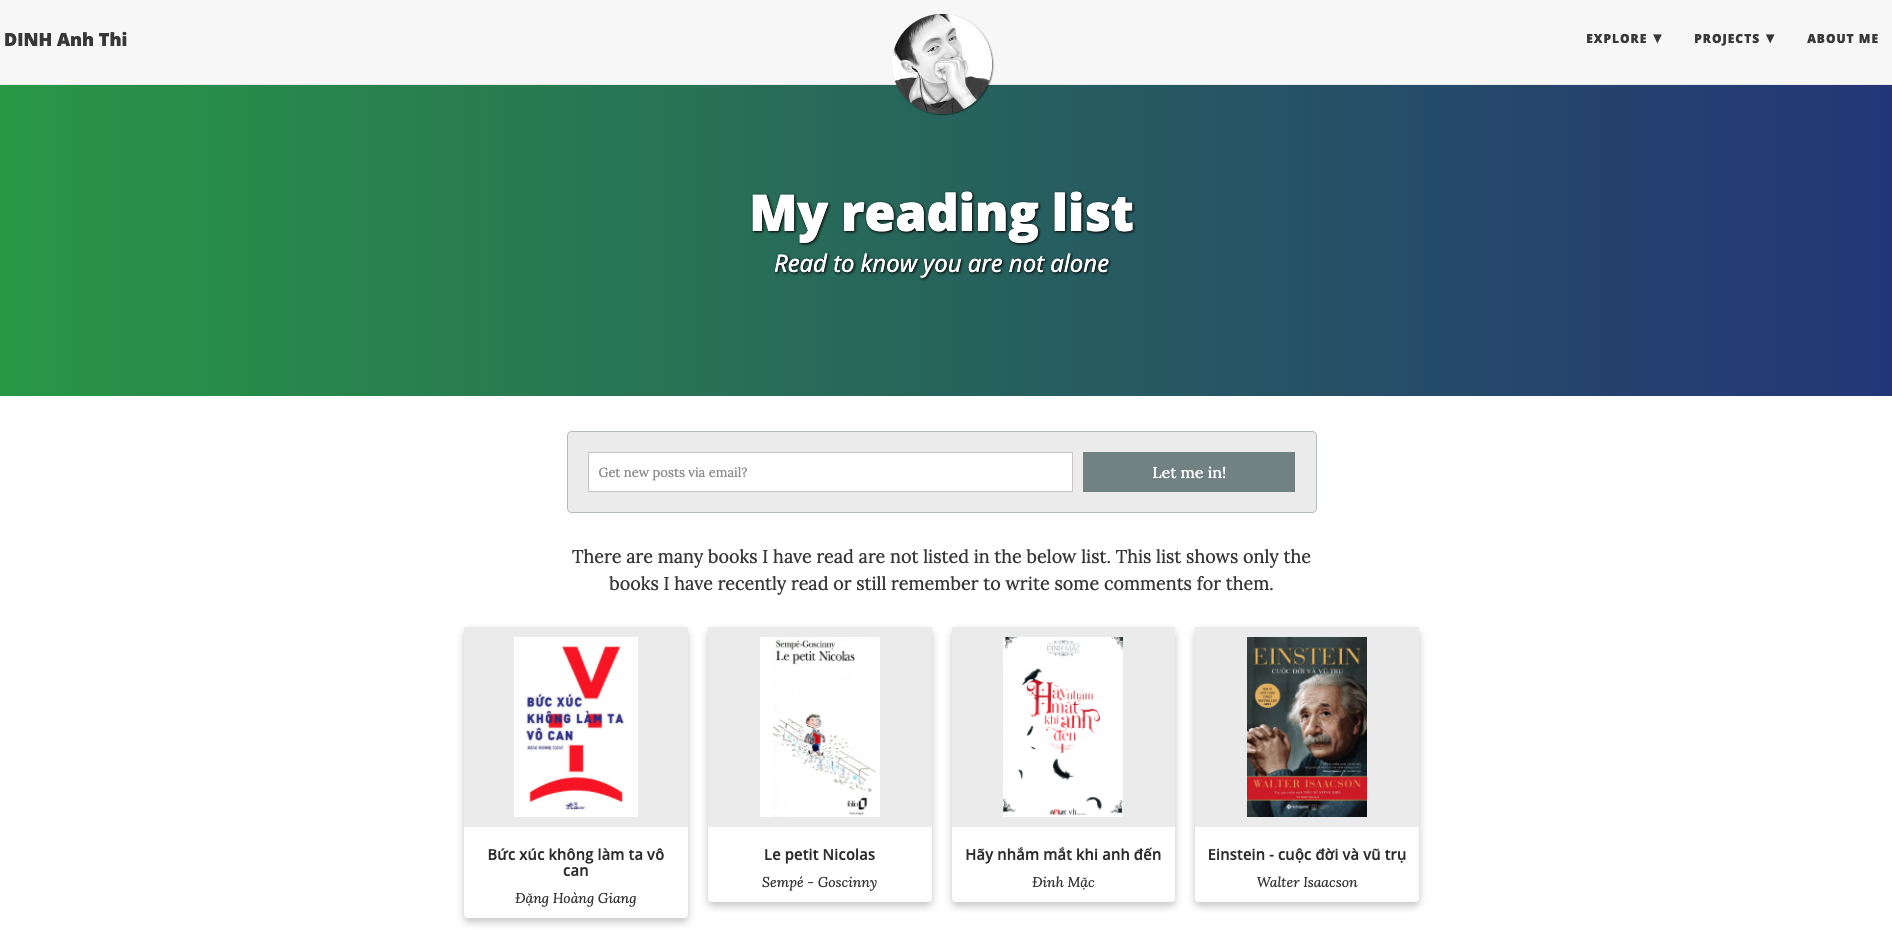 DINH Anh Thi
EXPLORE ▼ PROJECTS ▼ ABOUT ME
My reading list
Read to know you are not alone
Get new posts via email?
Let me in!
There are many books I have read are not listed in the below list. This list shows only the
books I have recently read or still remember to write some comments for them.
BỨC XÚC
KHÔNG LÀM TA
VÔ CAN
Sempé-Goscinny
Le petit Nicolas
folio
ĐINH MẶC
Hãy nhắm
mắt
khi anh
đến
EINSTEIN
CUỘC ĐỜI VÀ VŨ TRỤ
WALTER ISAACSON
Bức xúc không làm ta vô
can
Đặng Hoàng Giang
Le petit Nicolas
Sempé - Goscinny
Hãy nhắm mắt khi anh đến
Đinh Mặc
Einstein - cuộc đời và vũ trụ
Walter Isaacson